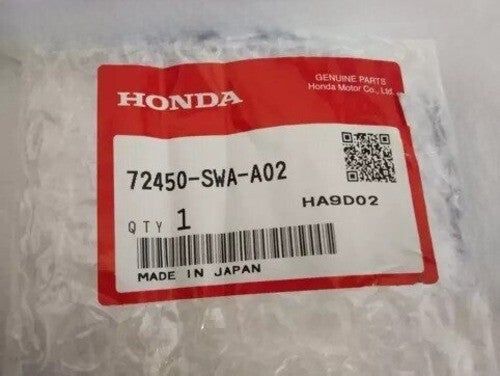 GENUINE PARTS
HONDA
Honda Motor Co., Ltd.
72450-SWA-A02
HA9D02
QTY 1
MADE IN JAPAN